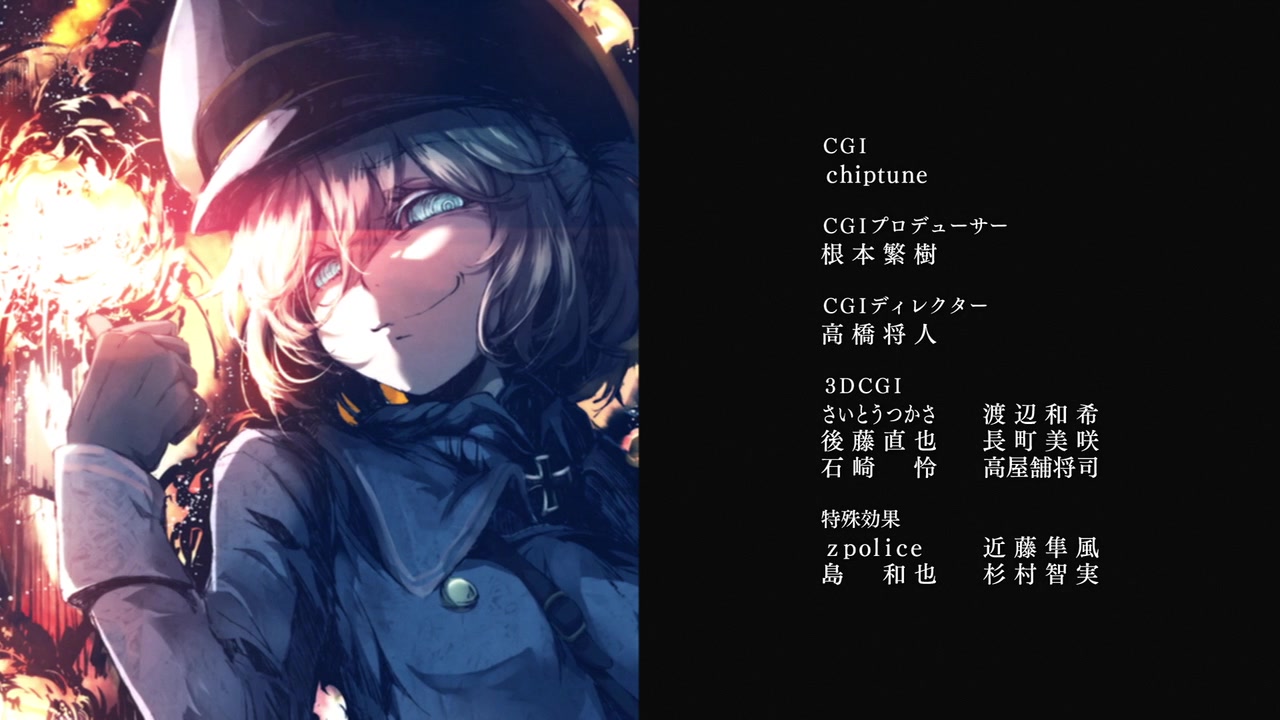 CGI
chiptune
CGIプロデューサー
根本繁樹
CGIディレクター
高橋将人
3DCGI
さいとうつかさ 渡辺和希
後藤直也 長町美咲
石崎 怜 高屋舗将司
特殊効果
zpolice 近藤隼風
島 和也 杉村智実